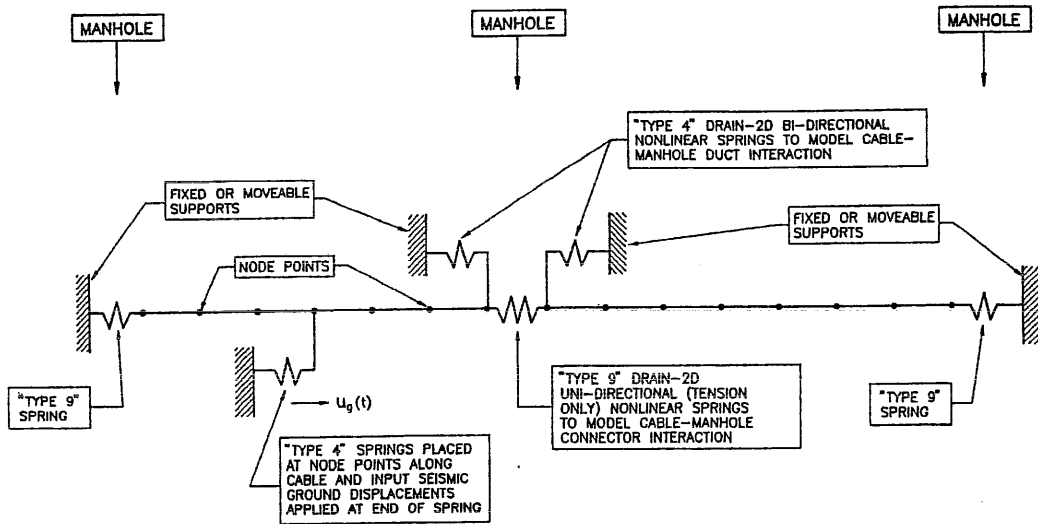 MANHOLE
MANHOLE
MANHOLE
"TYPE 4" DRAIN-2D BI-DIRECTIONAL
NONLINEAR SPRINGS TO MODEL CABLE-
MANHOLE DUCT INTERACTION
FIXED OR MOVEABLE
SUPPORTS
FIXED OR MOVEABLE
SUPPORTS
NODE POINTS
"TYPE 9"
SPRING
ug(t)
"TYPE 9" DRAIN-2D
UNI-DIRECTIONAL (TENSION
ONLY) NONLINEAR SPRINGS
TO MODEL CABLE-MANHOLE
CONNECTOR INTERACTION
"TYPE 9"
SPRING
"TYPE 4" SPRINGS PLACED
AT NODE POINTS ALONG
CABLE AND INPUT SEISMIC
GROUND DISPLACEMENTS
APPLIED AT END OF SPRING